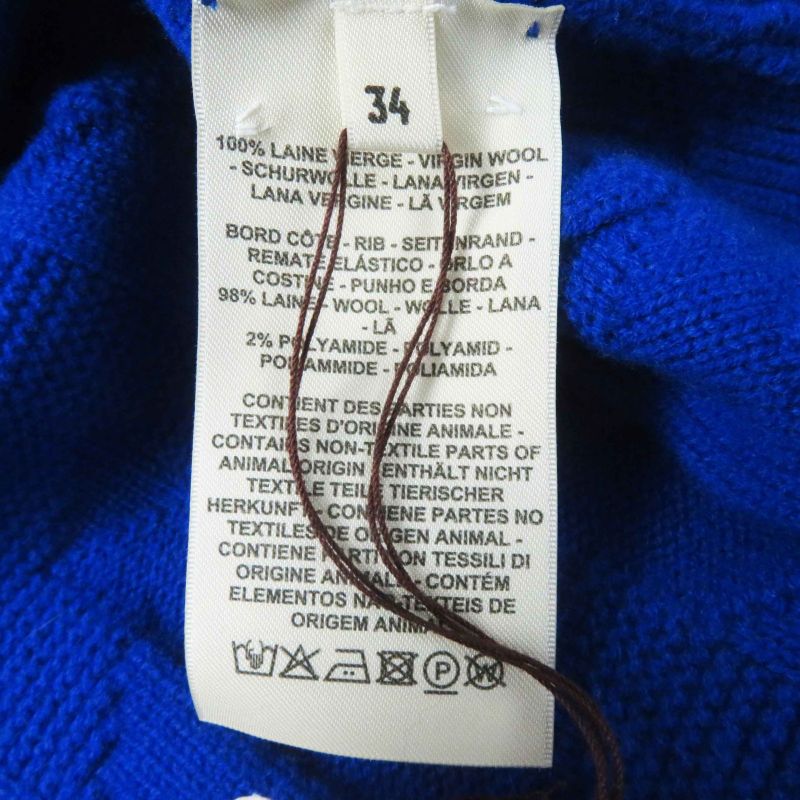 34
100% LAINE VIERGE - VIRGIN WOOL
- SCHURWOLLE - LANA VIRGEN -
LANA VERGINE - LÃ VIRGEM
BORD CÔTE - RIB - SEITENRAND -
REMATE ELÁSTICO - ORLO A
COSTINE - PUNHO E BORDA
98% LAINE - WOOL - WOLLE - LANA
- LÃ
2% POLYAMIDE - POLYAMID -
POLIAMMIDE - POLIAMIDA
CONTIENT DES PARTIES NON
TEXTILES D'ORIGINE ANIMALE -
CONTAINS NON-TEXTILE PARTS OF
ANIMAL ORIGIN - ENTHÄLT NICHT
TEXTILE TEILE TIERISCHER
HERKUNFT - CONTIENE PARTES NO
TEXTILES DE ORIGEN ANIMAL -
CONTIENE PARTI NON TESSILI DI
ORIGINE ANIMALE - CONTÉM
ELEMENTOS NÃO-TEXTEIS DE
ORIGEM ANIMAL
P W